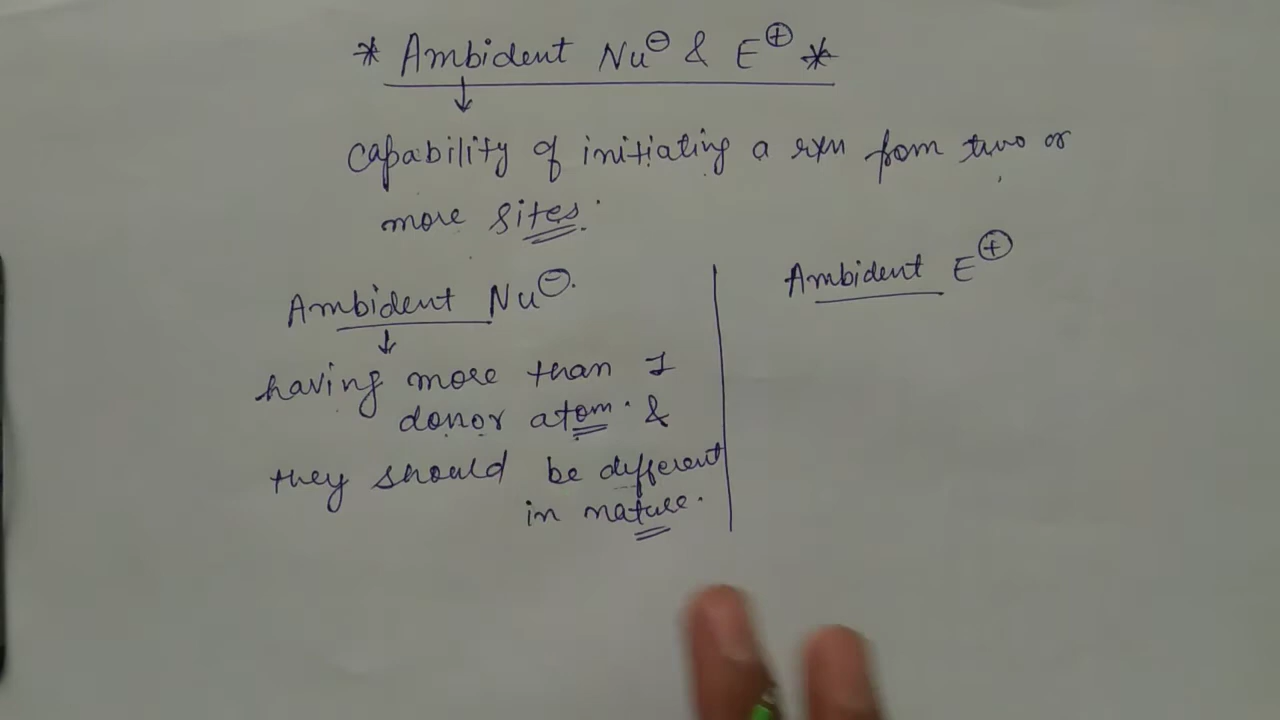 * Ambident Nu⊖ & E⊕ *
↓
Capability of initiating a rxn from two or
more sites.
Ambident Nu⊖.
↓
having more than 1
donor atom. &
they should be different
in nature.
Ambident E⊕